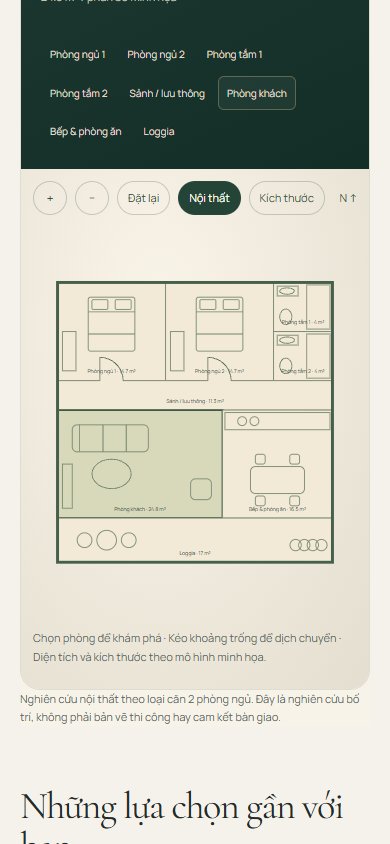 Phòng ngủ 1 Phòng ngủ 2 Phòng tắm 1
Phòng tắm 2 Sảnh / lưu thông Phòng khách
Bếp & phòng ăn Loggia
+ − Đặt lại Nội thất Kích thước N ↑
Phòng tắm 1 · 4 m²
Phòng ngủ 1 · 14.7 m² Phòng ngủ 2 · 14.7 m² Phòng tắm 2 · 4 m²
Sảnh / lưu thông · 11.3 m²
Phòng khách · 24.8 m² Bếp & phòng ăn · 16.5 m²
Loggia · 17 m²
Chọn phòng để khám phá · Kéo khoảng trống để dịch chuyển ·
Diện tích và kích thước theo mô hình minh họa.
Nghiên cứu nội thất theo loại căn 2 phòng ngủ. Đây là nghiên cứu bố
trí, không phải bản vẽ thi công hay cam kết bàn giao.
Những lựa chọn gần với